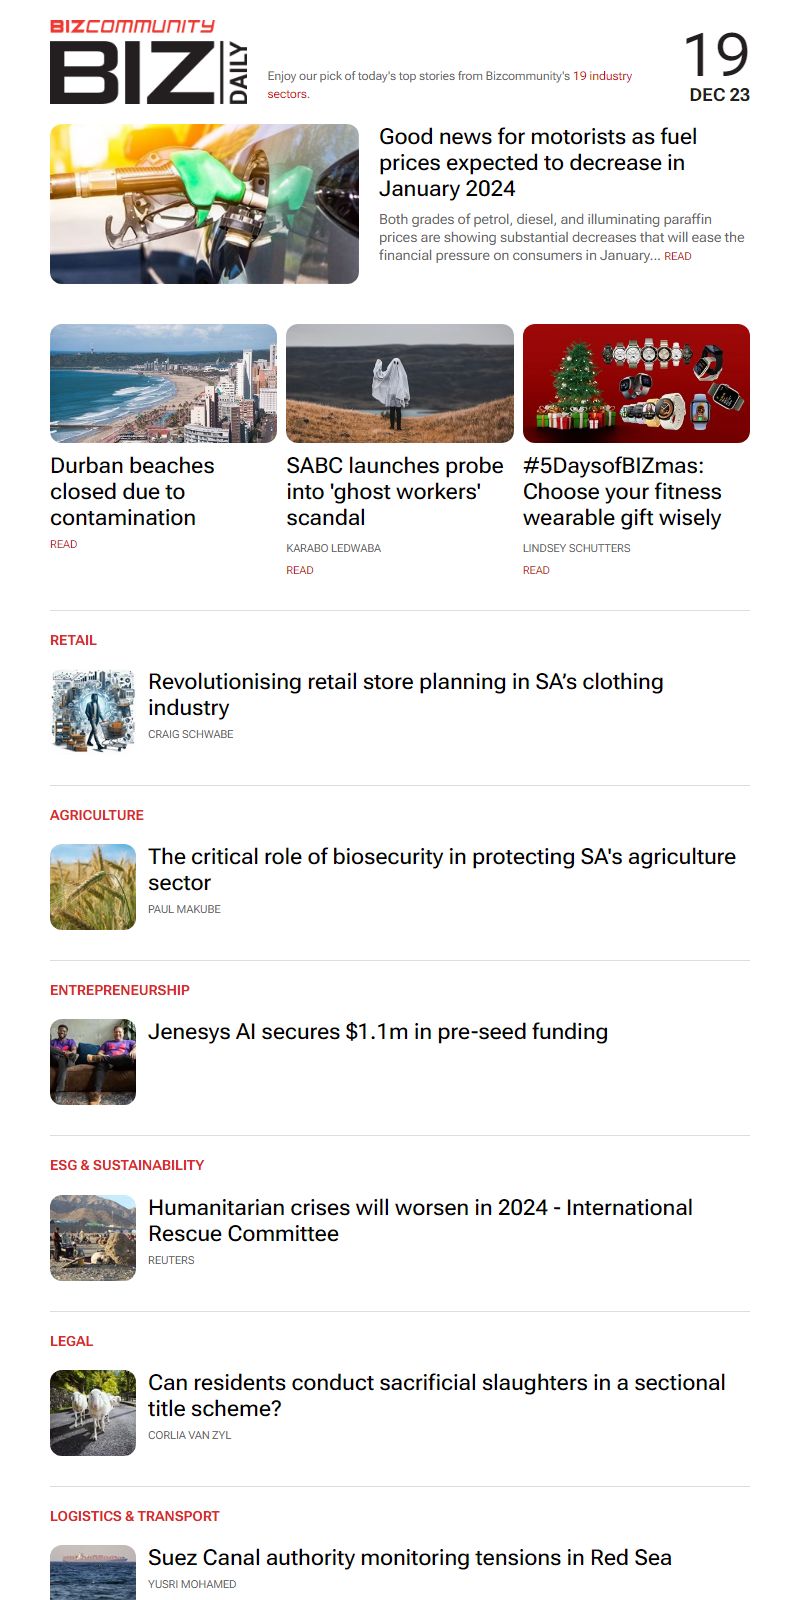 BIZCOMMUNITY
BIZ DAILY
Enjoy our pick of today's top stories from Bizcommunity's 19 industry
sectors.
19
DEC 23
Good news for motorists as fuel
prices expected to decrease in
January 2024
Both grades of petrol, diesel, and illuminating paraffin
prices are showing substantial decreases that will ease the
financial pressure on consumers in January... READ
Durban beaches
closed due to
contamination
READ
SABC launches probe
into 'ghost workers'
scandal
KARABO LEDWABA
READ
#5DaysofBIZmas:
Choose your fitness
wearable gift wisely
LINDSEY SCHUTTERS
READ
RETAIL
Revolutionising retail store planning in SA’s clothing
industry
CRAIG SCHWABE
AGRICULTURE
The critical role of biosecurity in protecting SA's agriculture
sector
PAUL MAKUBE
ENTREPRENEURSHIP
Jenesys AI secures $1.1m in pre-seed funding
ESG & SUSTAINABILITY
Humanitarian crises will worsen in 2024 - International
Rescue Committee
REUTERS
LEGAL
Can residents conduct sacrificial slaughters in a sectional
title scheme?
CORLIA VAN ZYL
LOGISTICS & TRANSPORT
Suez Canal authority monitoring tensions in Red Sea
YUSRI MOHAMED